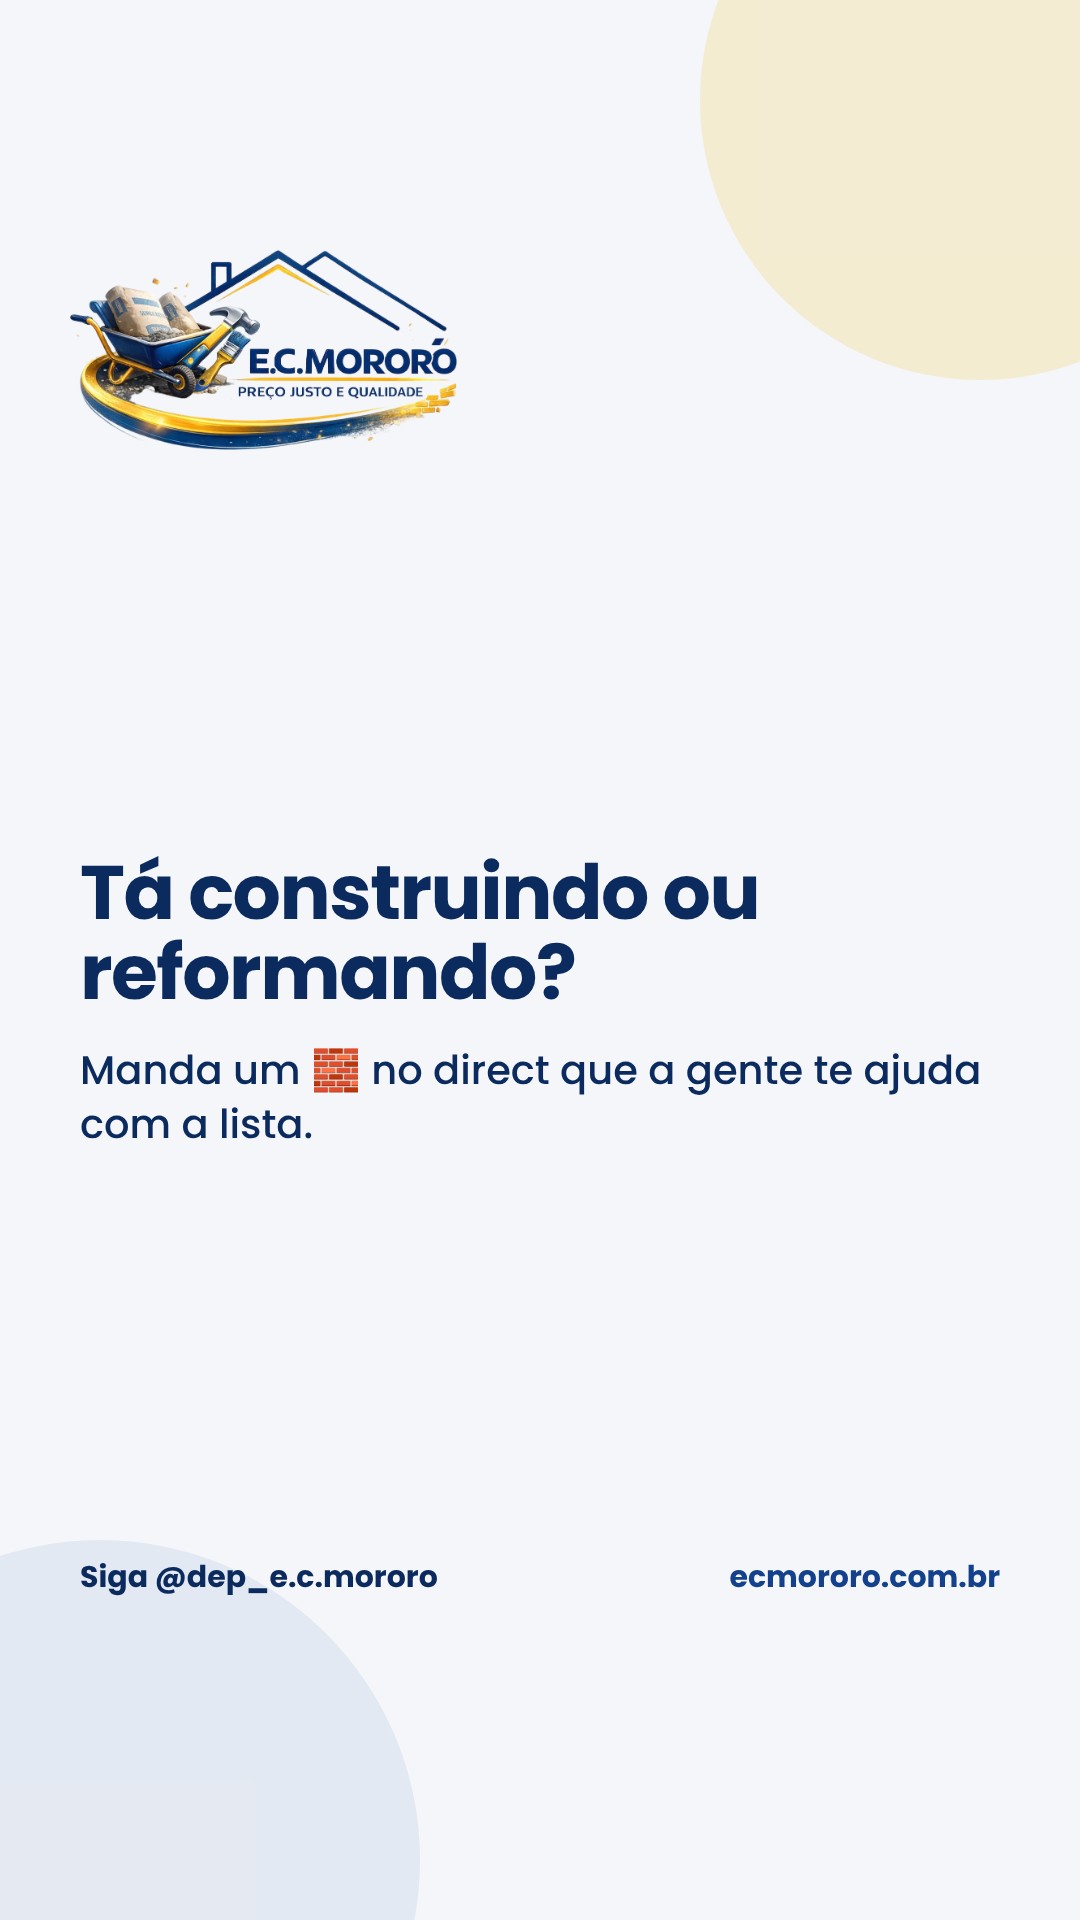 E.C.MORORÓ
PREÇO JUSTO E QUALIDADE
Tá construindo ou
reformando?
Manda um 🧱 no direct que a gente te ajuda
com a lista.
Siga @dep_e.c.mororo
ecmororo.com.br